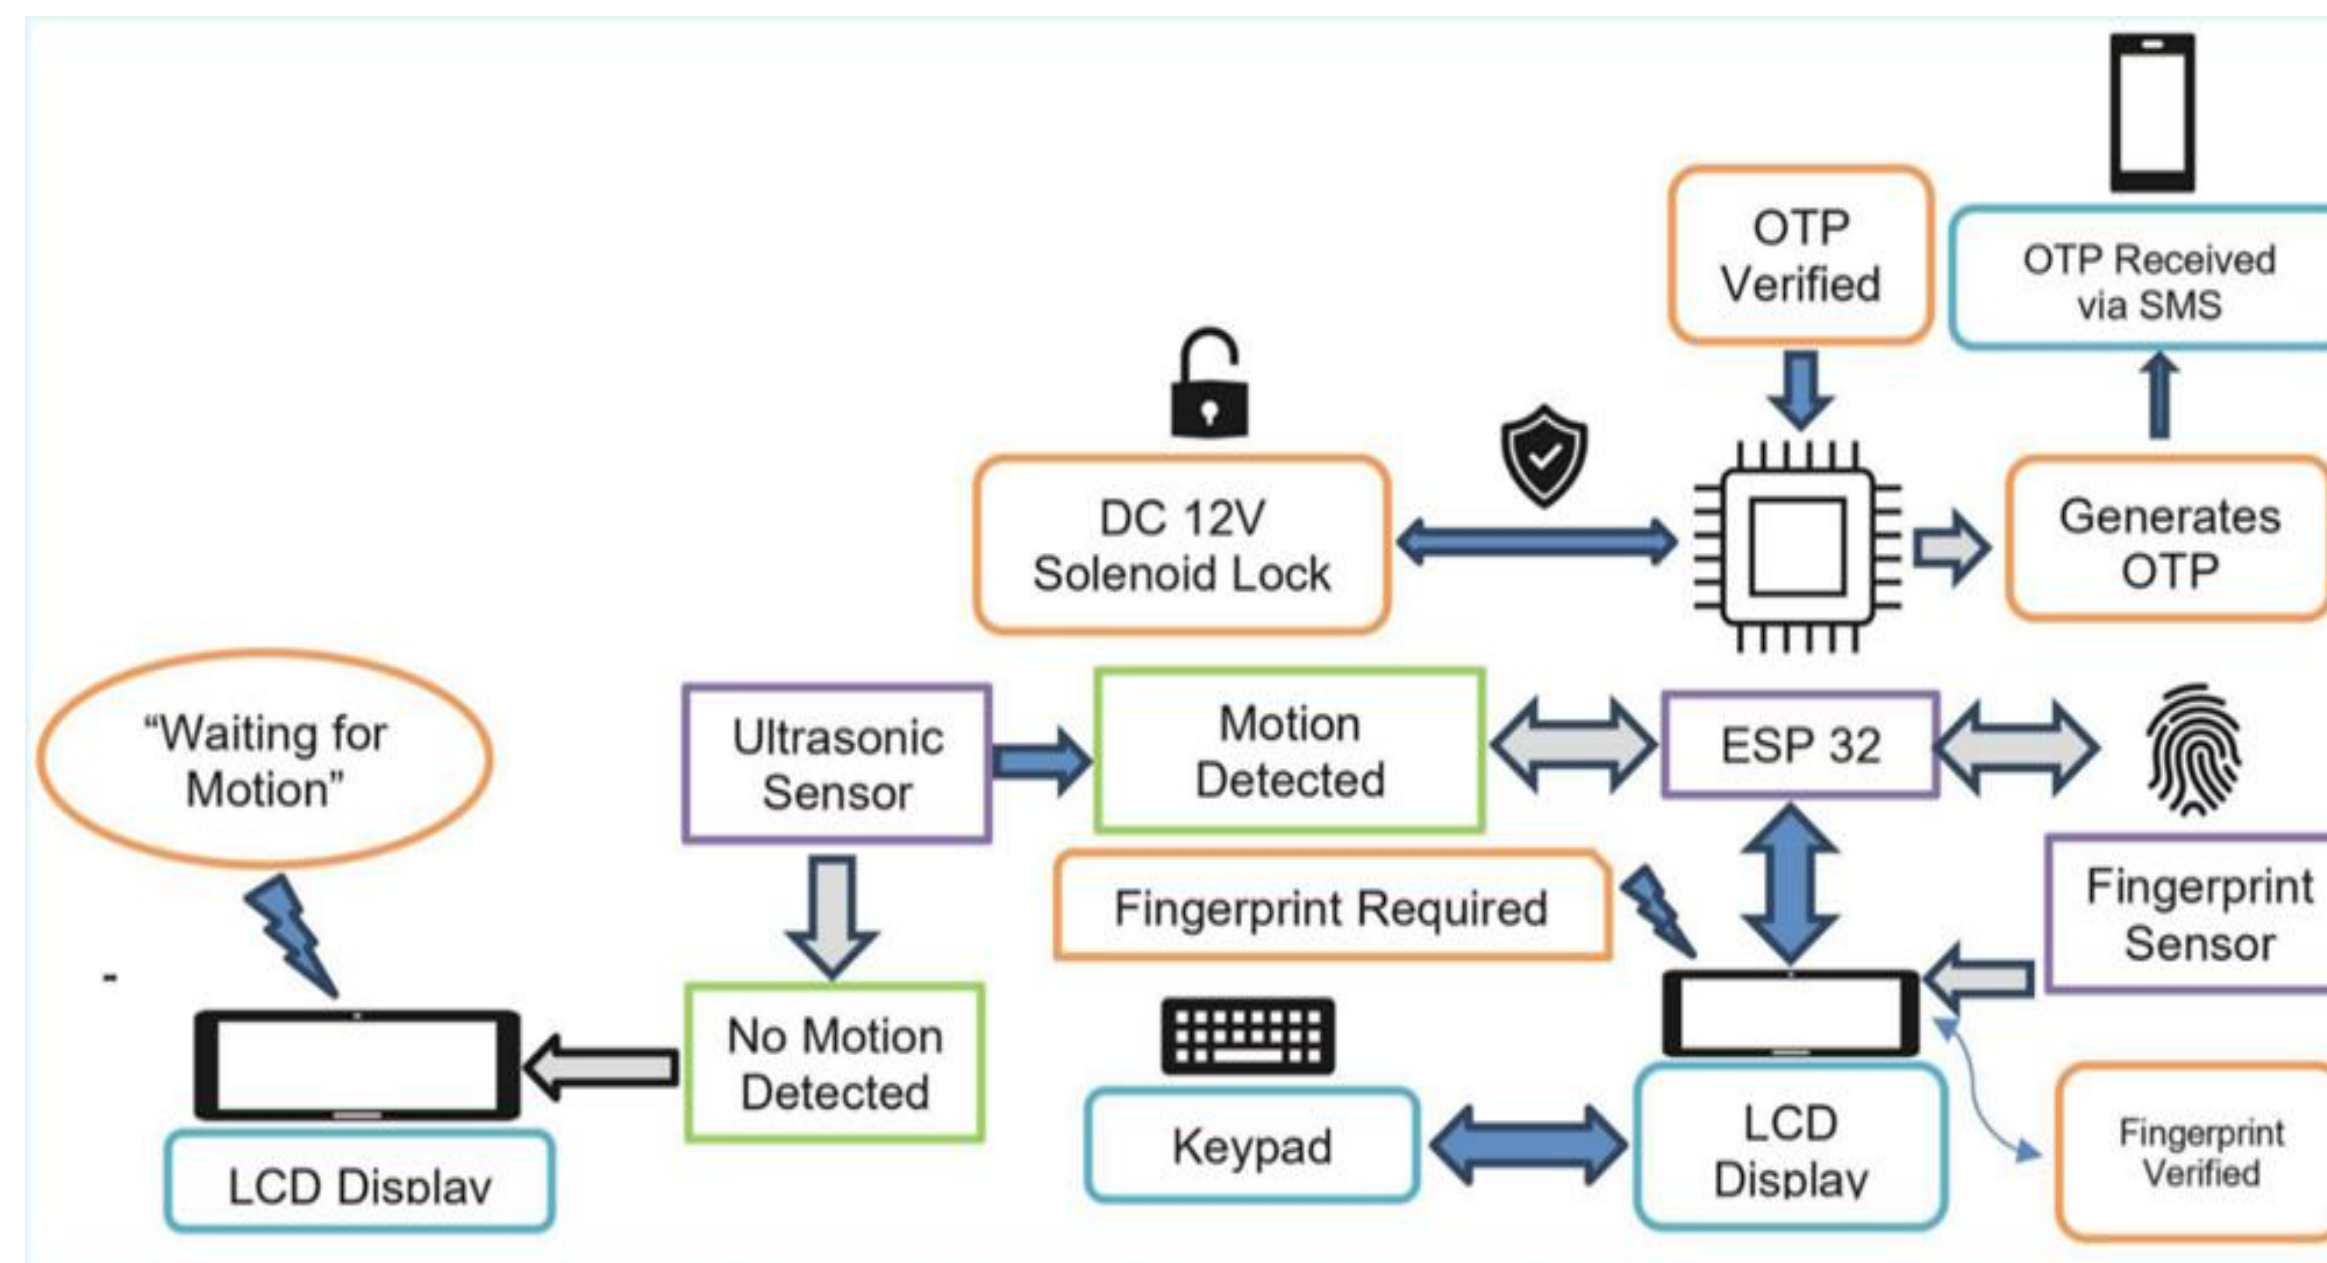 OTP
Verified
OTP Received
via SMS
DC 12V
Solenoid Lock
Generates
OTP
“Waiting for
Motion”
Ultrasonic
Sensor
Motion
Detected
ESP 32
Fingerprint Required
Fingerprint
Sensor
-
No Motion
Detected
Keypad
LCD
Display
Fingerprint
Verified
LCD Display